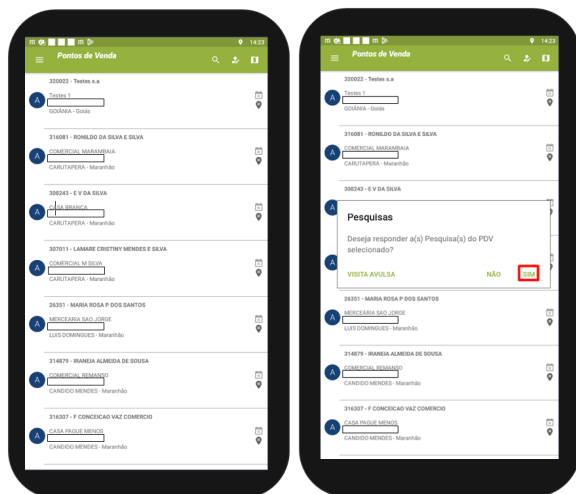 14:23
Pontos de Venda
320022 - Testes s.a
A
Testes 1
GOIÂNIA - Goiás
316081 - RONILDO DA SILVA E SILVA
A
COMERCIAL MARAMBAIA
CARUTAPERA - Maranhão
308243 - E V DA SILVA
A
CASA BRANCA
CARUTAPERA - Maranhão
307011 - LAMARE CRISTINY MENDES E SILVA
A
COMERCIAL M SILVA
CARUTAPERA - Maranhão
26351 - MARIA ROSA P DOS SANTOS
A
MERCEARIA SAO JORGE
LUIS DOMINGUES - Maranhão
314879 - IRANEIA ALMEIDA DE SOUSA
A
COMERCIAL REMANSO
CANDIDO MENDES - Maranhão
316307 - F CONCEICAO VAZ COMERCIO
A
CASA PAGUE MENOS
CANDIDO MENDES - Maranhão
14:23
Pontos de Venda
320022 - Testes s.a
A
Testes 1
GOIÂNIA - Goiás
316081 - RONILDO DA SILVA E SILVA
A
COMERCIAL MARAMBAIA
CARUTAPERA - Maranhão
308243 - E V DA SILVA
Pesquisas
Deseja responder a(s) Pesquisa(s) do PDV
selecionado?
VISITA AVULSA NÃO SIM
26351 - MARIA ROSA P DOS SANTOS
A
MERCEARIA SAO JORGE
LUIS DOMINGUES - Maranhão
314879 - IRANEIA ALMEIDA DE SOUSA
A
COMERCIAL REMANSO
CANDIDO MENDES - Maranhão
316307 - F CONCEICAO VAZ COMERCIO
A
CASA PAGUE MENOS
CANDIDO MENDES - Maranhão